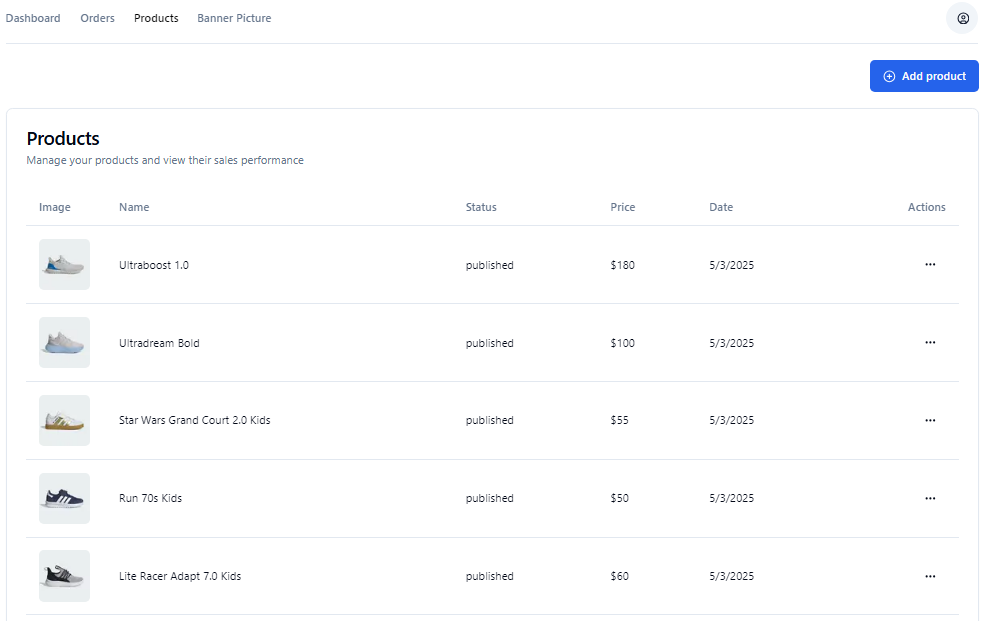 Dashboard Orders Products Banner Picture
Add product
Products
Manage your products and view their sales performance
Image Name Status Price Date Actions
Ultraboost 1.0 published $180 5/3/2025
Ultradream Bold published $100 5/3/2025
Star Wars Grand Court 2.0 Kids published $55 5/3/2025
Run 70s Kids published $50 5/3/2025
Lite Racer Adapt 7.0 Kids published $60 5/3/2025